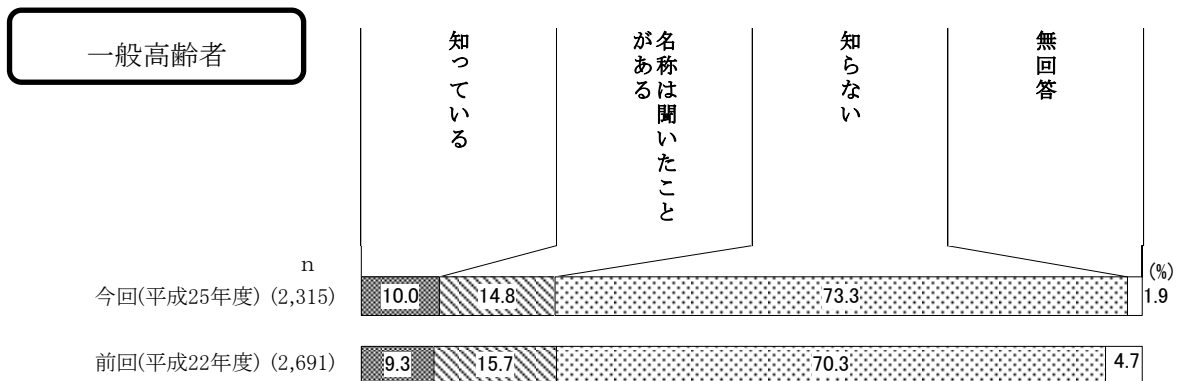 一般高齢者
知っている
名称は聞いたこと
がある
知らない
無回答
n
(%)
今回(平成25年度) (2,315) 10.0 14.8 73.3 1.9
前回(平成22年度) (2,691) 9.3 15.7 70.3 4.7